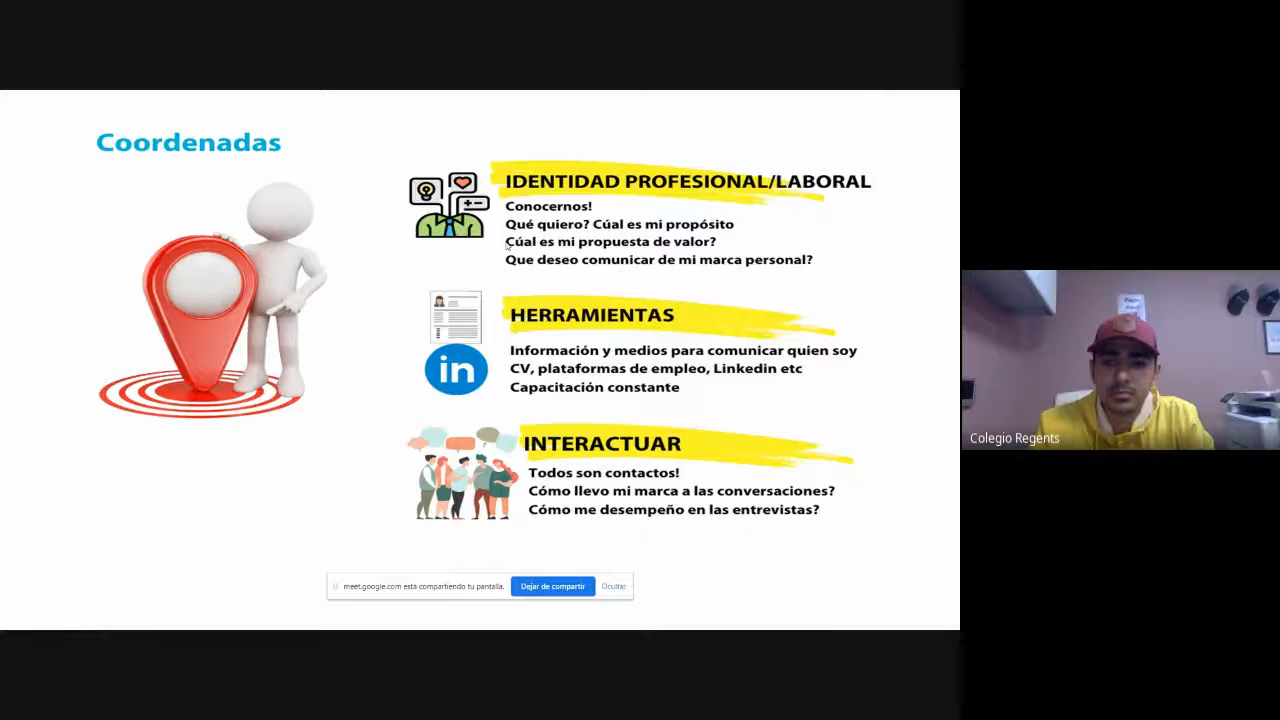 Coordenadas
IDENTIDAD PROFESIONAL/LABORAL
Conocernos!
Qué quiero? Cúal es mi propósito
Cúal es mi propuesta de valor?
Que deseo comunicar de mi marca personal?
HERRAMIENTAS
Información y medios para comunicar quien soy
CV, plataformas de empleo, Linkedin etc
Capacitación constante
in
INTERACTUAR
Todos son contactos!
Cómo llevo mi marca a las conversaciones?
Cómo me desempeño en las entrevistas?
meet.google.com está compartiendo tu pantalla.
Dejar de compartir
Ocultar
Colegio Regents